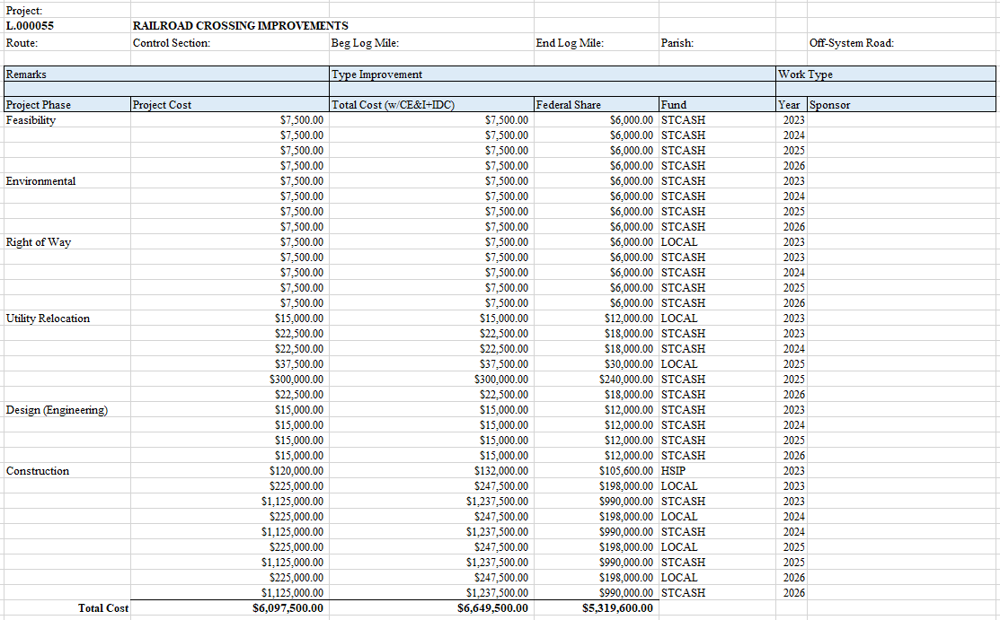 Project:
L.000055 RAILROAD CROSSING IMPROVEMENTS
Route: Control Section: Beg Log Mile: End Log Mile: Parish: Off-System Road:
Remarks Type Improvement Work Type
Project Phase Project Cost Total Cost (w/CE&I+IDC) Federal Share Fund Year Sponsor
Feasibility $7,500.00 $7,500.00 $6,000.00 STCASH 2023
$7,500.00 $7,500.00 $6,000.00 STCASH 2024
$7,500.00 $7,500.00 $6,000.00 STCASH 2025
$7,500.00 $7,500.00 $6,000.00 STCASH 2026
Environmental $7,500.00 $7,500.00 $6,000.00 STCASH 2023
$7,500.00 $7,500.00 $6,000.00 STCASH 2024
$7,500.00 $7,500.00 $6,000.00 STCASH 2025
$7,500.00 $7,500.00 $6,000.00 STCASH 2026
Right of Way $7,500.00 $7,500.00 $6,000.00 LOCAL 2023
$7,500.00 $7,500.00 $6,000.00 STCASH 2023
$7,500.00 $7,500.00 $6,000.00 STCASH 2024
$7,500.00 $7,500.00 $6,000.00 STCASH 2025
$7,500.00 $7,500.00 $6,000.00 STCASH 2026
Utility Relocation $15,000.00 $15,000.00 $12,000.00 LOCAL 2023
$22,500.00 $22,500.00 $18,000.00 STCASH 2023
$22,500.00 $22,500.00 $18,000.00 STCASH 2024
$37,500.00 $37,500.00 $30,000.00 LOCAL 2025
$300,000.00 $300,000.00 $240,000.00 STCASH 2025
$22,500.00 $22,500.00 $18,000.00 STCASH 2026
Design (Engineering) $15,000.00 $15,000.00 $12,000.00 STCASH 2023
$15,000.00 $15,000.00 $12,000.00 STCASH 2024
$15,000.00 $15,000.00 $12,000.00 STCASH 2025
$15,000.00 $15,000.00 $12,000.00 STCASH 2026
Construction $120,000.00 $132,000.00 $105,600.00 HSIP 2023
$225,000.00 $247,500.00 $198,000.00 LOCAL 2023
$1,125,000.00 $1,237,500.00 $990,000.00 STCASH 2023
$225,000.00 $247,500.00 $198,000.00 LOCAL 2024
$1,125,000.00 $1,237,500.00 $990,000.00 STCASH 2024
$225,000.00 $247,500.00 $198,000.00 LOCAL 2025
$1,125,000.00 $1,237,500.00 $990,000.00 STCASH 2025
$225,000.00 $247,500.00 $198,000.00 LOCAL 2026
$1,125,000.00 $1,237,500.00 $990,000.00 STCASH 2026
Total Cost $6,097,500.00 $6,649,500.00 $5,319,600.00